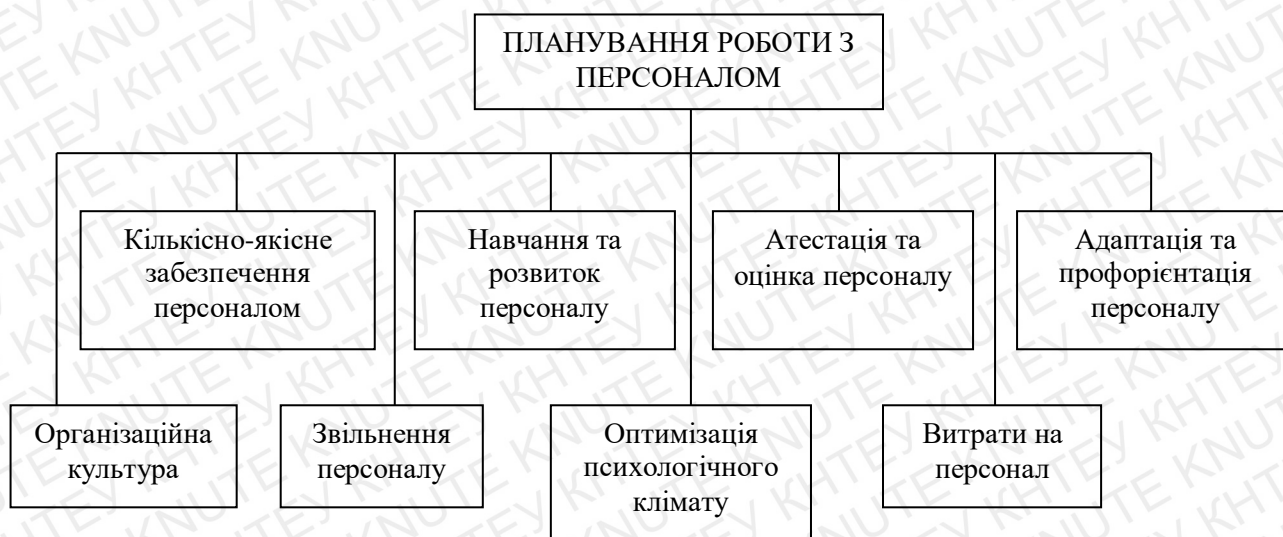 ПЛАНУВАННЯ РОБОТИ З
ПЕРСОНАЛОМ
Кількісно-якісне
забезпечення
персоналом
Навчання та
розвиток
персоналу
Атестація та
оцінка персоналу
Адаптація та
профорієнтація
персоналу
Організаційна
культура
Звільнення
персоналу
Оптимізація
психологічного
клімату
Витрати на
персонал